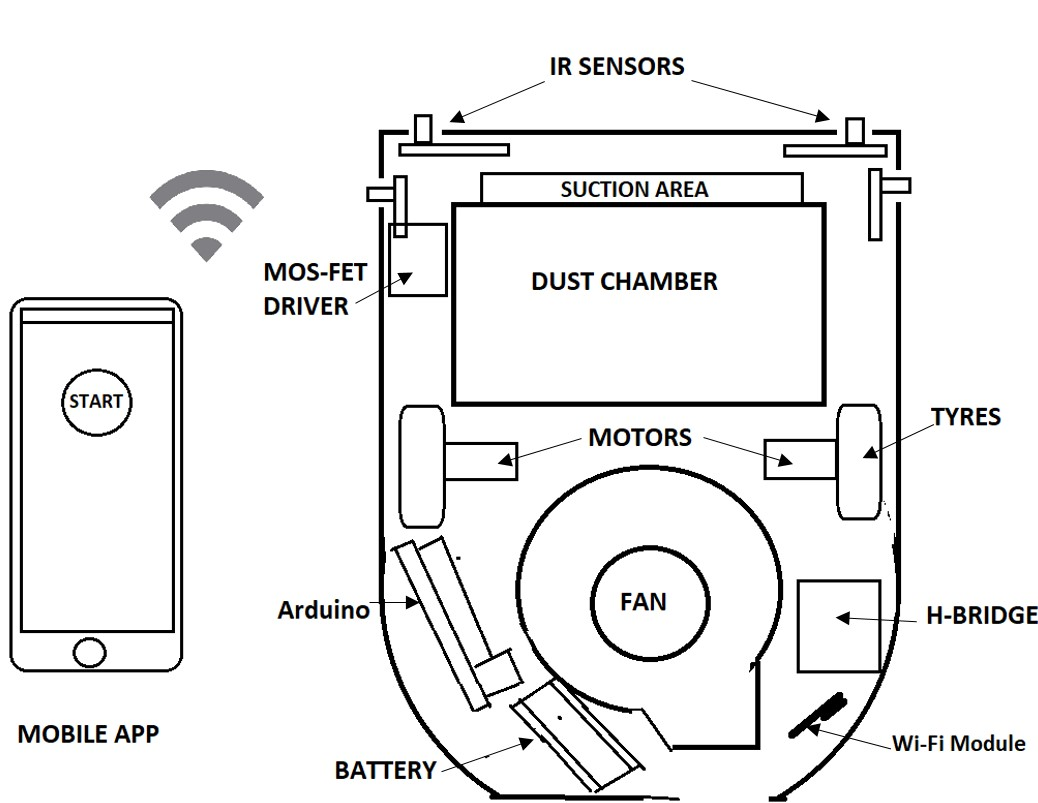 IR SENSORS
SUCTION AREA
MOS-FET
DRIVER
DUST CHAMBER
START
MOTORS
TYRES
FAN
Arduino
H-BRIDGE
MOBILE APP
Wi-Fi Module
BATTERY